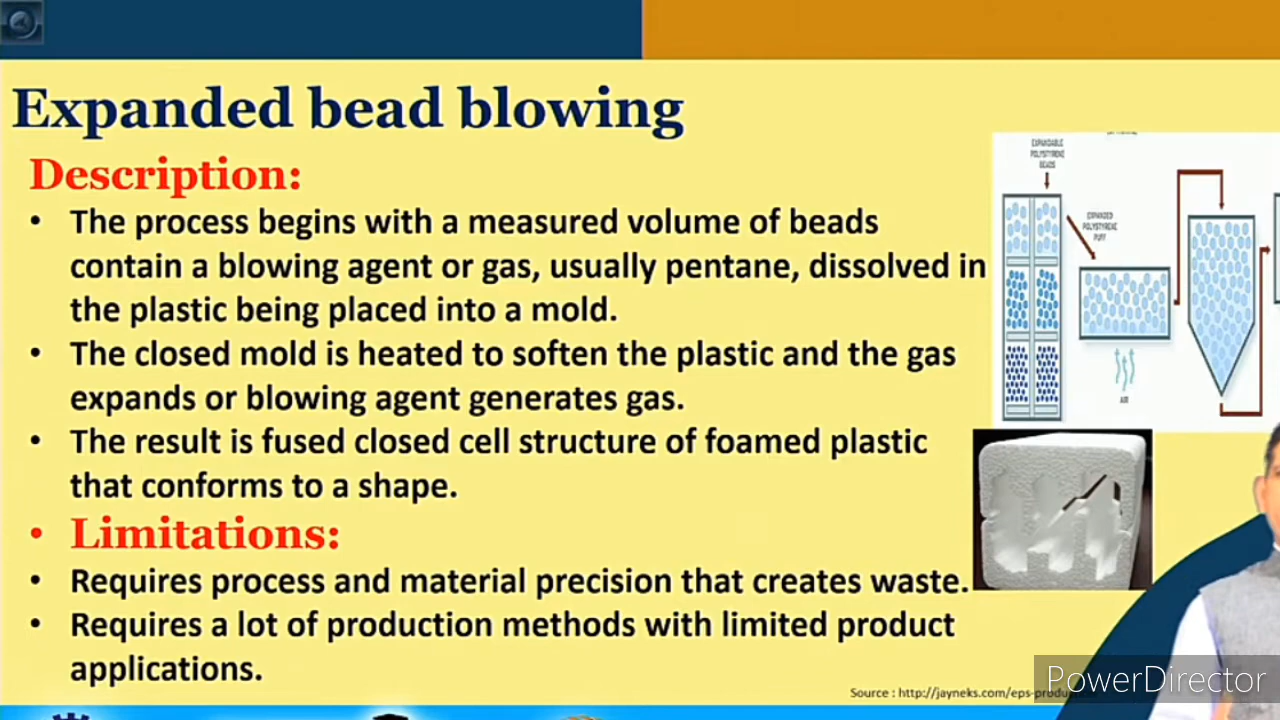 Expanded bead blowing
Description:
• The process begins with a measured volume of beads
contain a blowing agent or gas, usually pentane, dissolved in
the plastic being placed into a mold.
• The closed mold is heated to soften the plastic and the gas
expands or blowing agent generates gas.
• The result is fused closed cell structure of foamed plastic
that conforms to a shape.
• Limitations:
• Requires process and material precision that creates waste.
• Requires a lot of production methods with limited product
applications.
EXPANDABLE
POLYSTYRENE
BEADS
EXPANDED
POLYSTYRENE
PUFF
AIR
Source : http://jayneks.com/eps-produ
PowerDirector